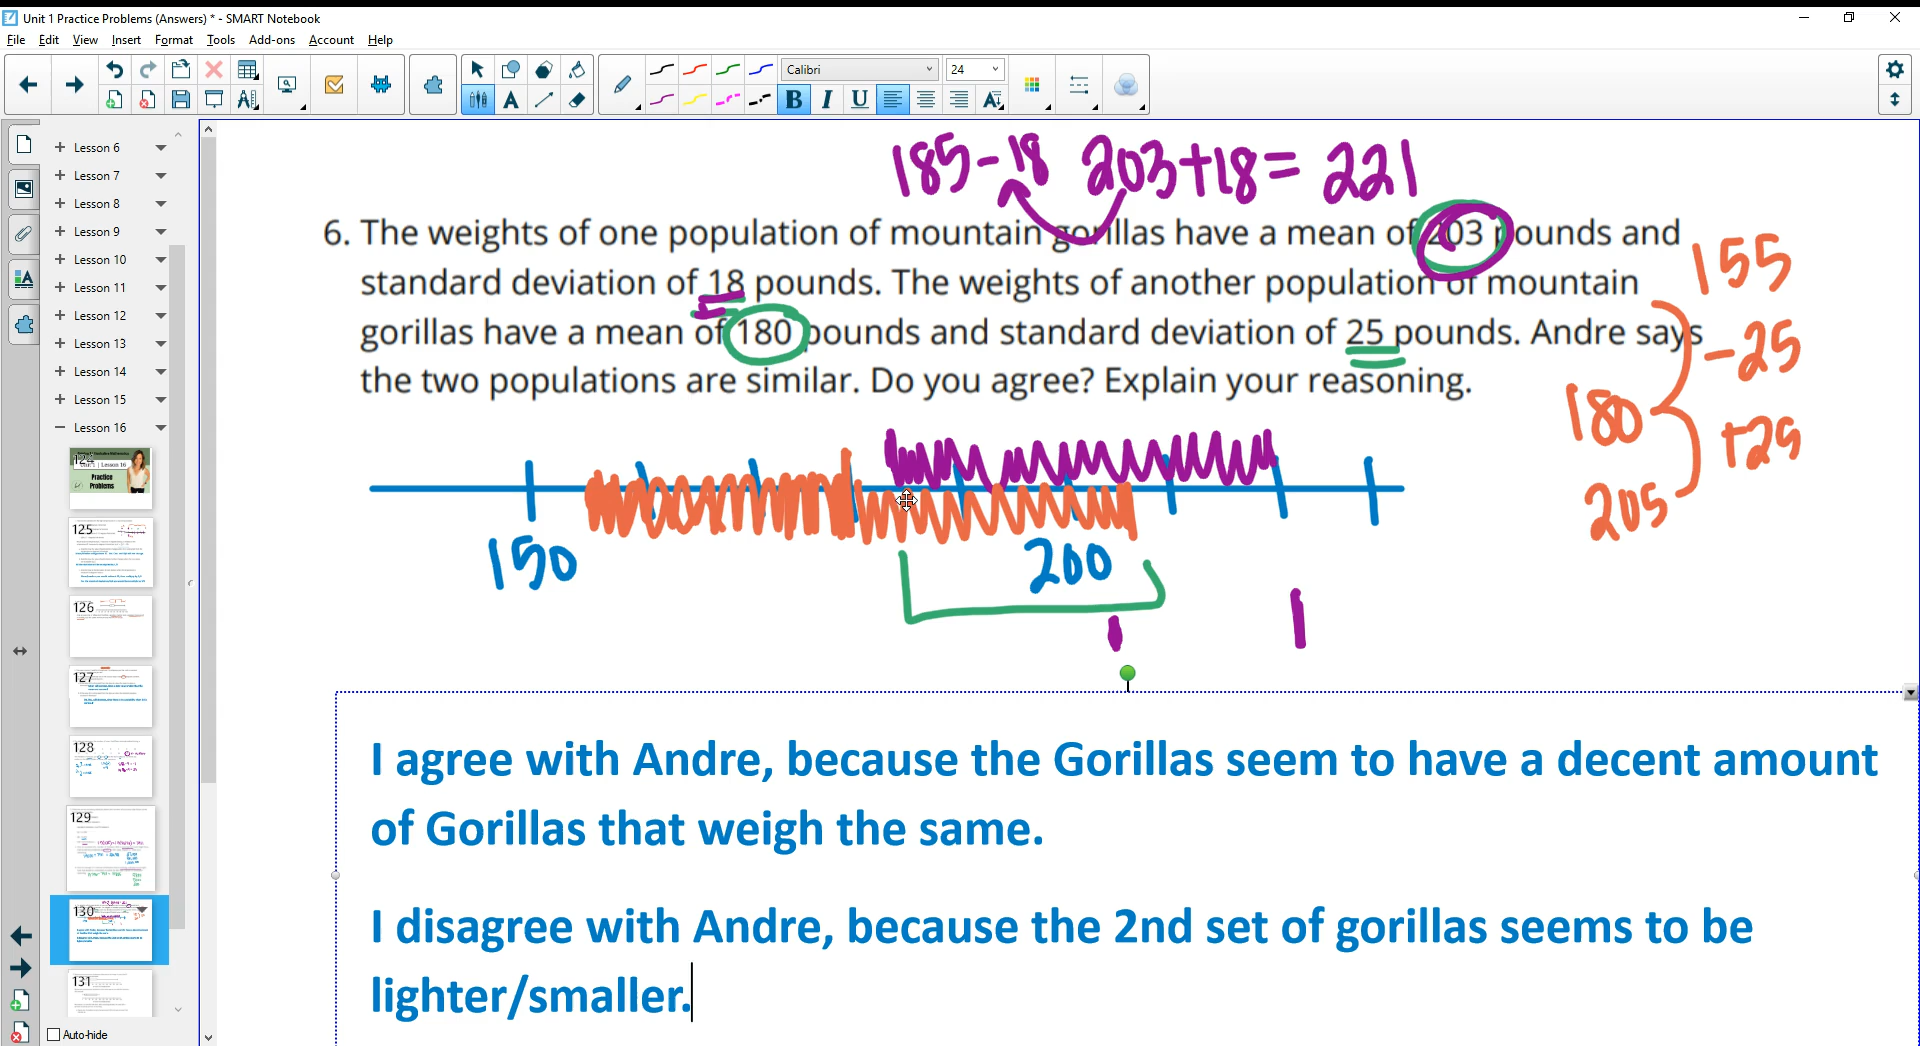 Unit 1 Practice Problems (Answers) * - SMART Notebook
File Edit View Insert Format Tools Add-ons Account Help
Calibri 24
B I U
Lesson 6
Lesson 7
Lesson 8
Lesson 9
Lesson 10
Lesson 11
Lesson 12
Lesson 13
Lesson 14
Lesson 15
Lesson 16
124
Lesson 16
Practice
Problems
125
126
127
128
129
130
131
Auto-hide
185-18 203+18= 221
6. The weights of one population of mountain gorillas have a mean of 203 pounds and
standard deviation of 18 pounds. The weights of another population of mountain
gorillas have a mean of 180 pounds and standard deviation of 25 pounds. Andre says
the two populations are similar. Do you agree? Explain your reasoning.
155
-25
180
+25
205
150 200
I agree with Andre, because the Gorillas seem to have a decent amount
of Gorillas that weigh the same.
I disagree with Andre, because the 2nd set of gorillas seems to be
lighter/smaller.